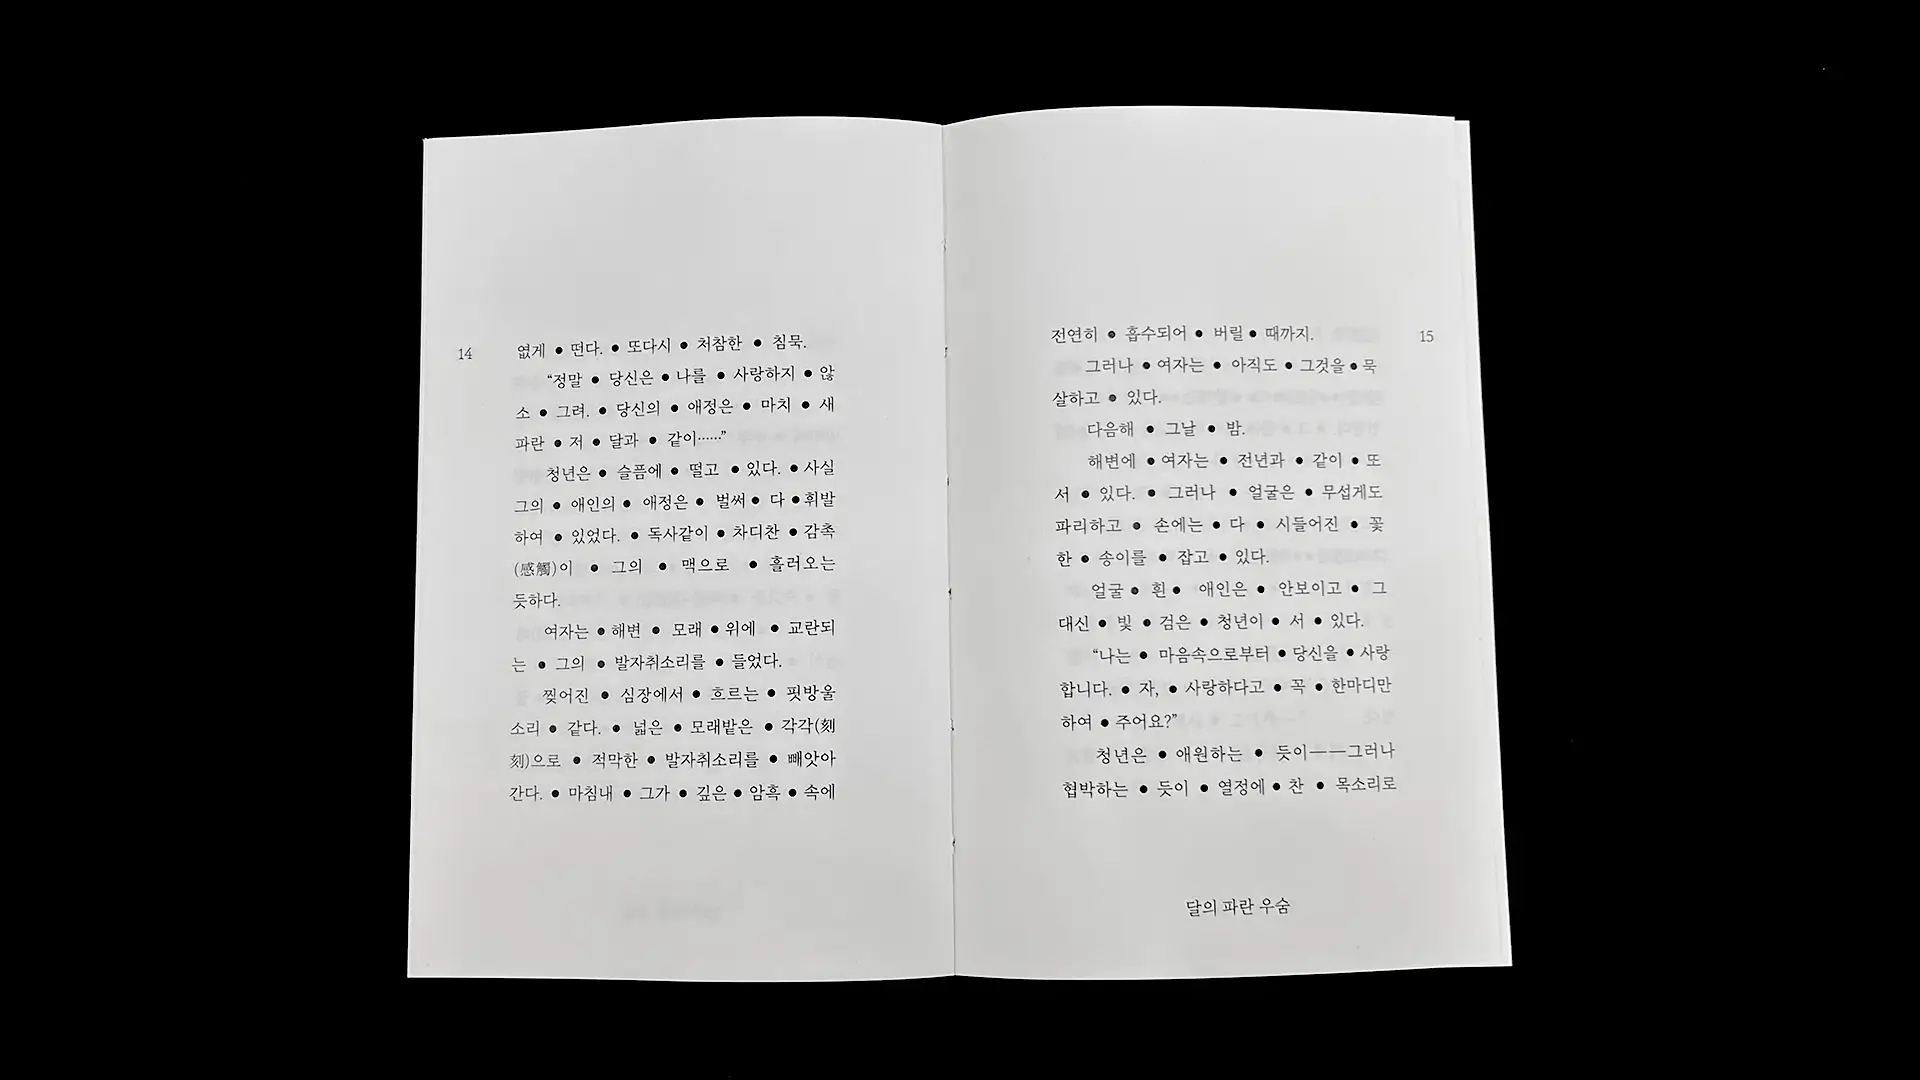 14
엾게 ● 떤다. ● 또다시 ● 처참한 ● 침묵.
“정말 ● 당신은 ● 나를 ● 사랑하지 ● 않
소 ● 그려. ● 당신의 ● 애정은 ● 마치 ● 새
파란 ● 저 ● 달과 ● 같이……”
청년은 ● 슬픔에 ● 떨고 ● 있다. ● 사실
그의 ● 애인의 ● 애정은 ● 벌써 ● 다 ● 휘발
하여 ● 있었다. ● 독사같이 ● 차디찬 ● 감촉
(感觸)이 ● 그의 ● 맥으로 ● 흘러오는
듯하다.
여자는 ● 해변 ● 모래 ● 위에 ● 교란되
는 ● 그의 ● 발자취소리를 ● 들었다.
찢어진 ● 심장에서 ● 흐르는 ● 핏방울
소리 ● 같다. ● 넓은 ● 모래밭은 ● 각각(刻
刻)으로 ● 적막한 ● 발자취소리를 ● 빼앗아
간다. ● 마침내 ● 그가 ● 깊은 ● 암흑 ● 속에
15
전연히 ● 흡수되어 ● 버릴 ● 때까지.
그러나 ● 여자는 ● 아직도 ● 그것을 ● 묵
살하고 ● 있다.
다음해 ● 그날 ● 밤.
해변에 ● 여자는 ● 전년과 ● 같이 ● 또
서 ● 있다. ● 그러나 ● 얼굴은 ● 무섭게도
파리하고 ● 손에는 ● 다 ● 시들어진 ● 꽃
한 ● 송이를 ● 잡고 ● 있다.
얼굴 ● 흰 ● 애인은 ● 안보이고 ● 그
대신 ● 빛 ● 검은 ● 청년이 ● 서 ● 있다.
“나는 ● 마음속으로부터 ● 당신을 ● 사랑
합니다. ● 자, ● 사랑하다고 ● 꼭 ● 한마디만
하여 ● 주어요?”
청년은 ● 애원하는 ● 듯이——그러나
협박하는 ● 듯이 ● 열정에 ● 찬 ● 목소리로
달의 파란 우숨